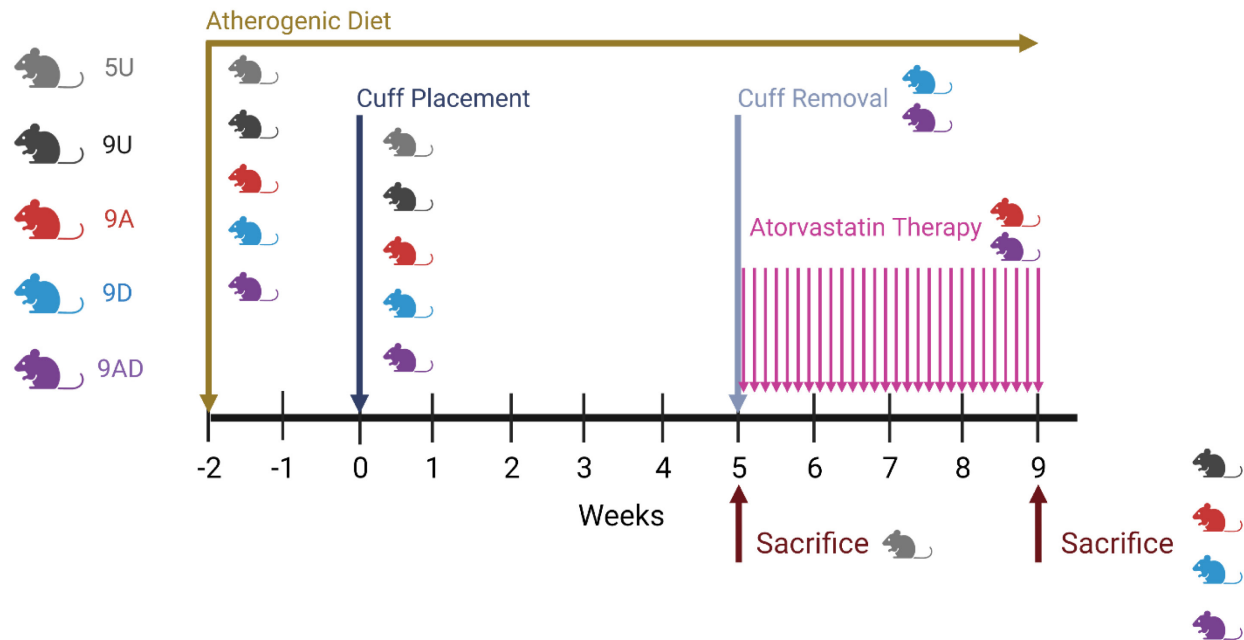 Atherogenic Diet
5U
9U
9A
9D
9AD
Cuff Placement
Cuff Removal
Atorvastatin Therapy
-2 -1 0 1 2 3 4 5 6 7 8 9
Weeks
Sacrifice
Sacrifice